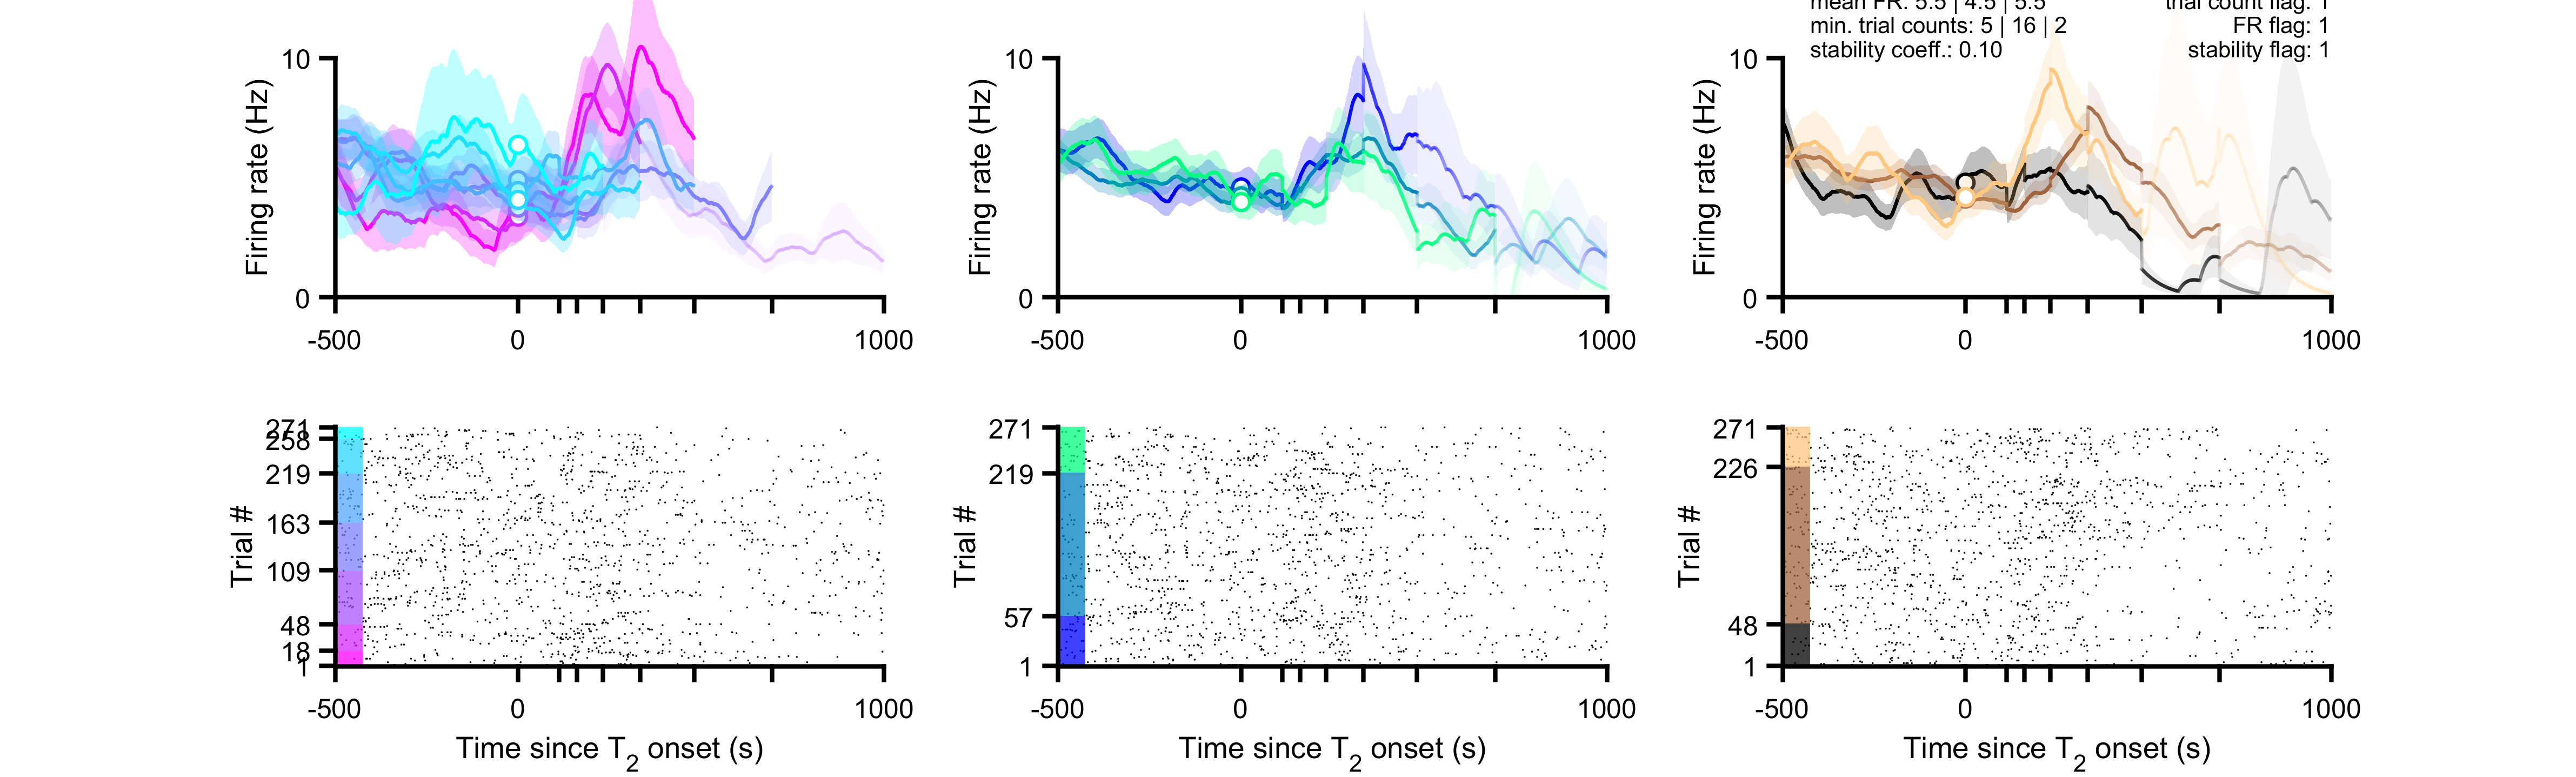 mean FR: 5.5 | 4.5 | 5.5
trial count flag: 1
min. trial counts: 5 | 16 | 2
FR flag: 1
stability coeff.: 0.10
stability flag: 1
10
Firing rate (Hz)
0
-500
0
1000
10
Firing rate (Hz)
0
-500
0
1000
10
Firing rate (Hz)
0
-500
0
1000
271
258
219
163
109
48
18
1
Trial #
-500
0
1000
Time since T2 onset (s)
271
219
57
1
Trial #
-500
0
1000
Time since T2 onset (s)
271
226
48
1
Trial #
-500
0
1000
Time since T2 onset (s)